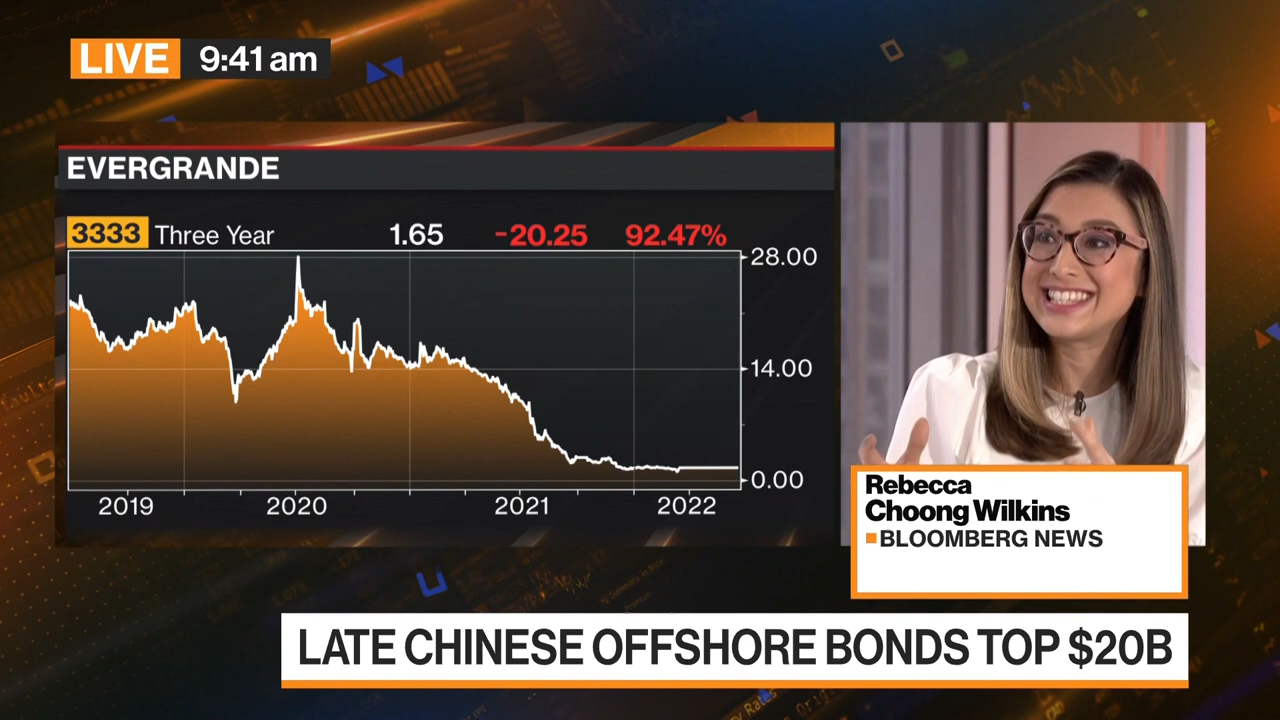 LIVE 9:41 am
EVERGRANDE
3333 Three Year 1.65 -20.25 92.47%
28.00
14.00
0.00
2019 2020 2021 2022
Rebecca
Choong Wilkins
BLOOMBERG NEWS
LATE CHINESE OFFSHORE BONDS TOP $20B